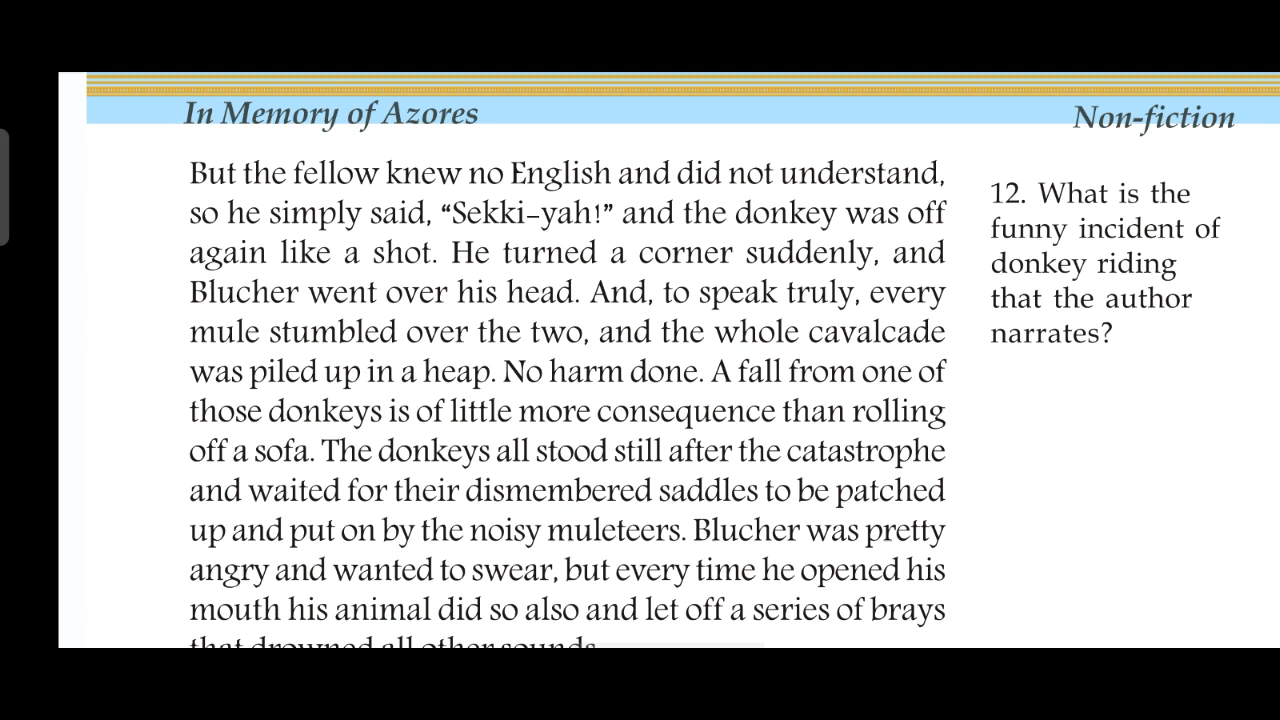 In Memory of Azores
Non-fiction
But the fellow knew no English and did not understand,
so he simply said, “Sekki-yah!” and the donkey was off
again like a shot. He turned a corner suddenly, and
Blucher went over his head. And, to speak truly, every
mule stumbled over the two, and the whole cavalcade
was piled up in a heap. No harm done. A fall from one of
those donkeys is of little more consequence than rolling
off a sofa. The donkeys all stood still after the catastrophe
and waited for their dismembered saddles to be patched
up and put on by the noisy muleteers. Blucher was pretty
angry and wanted to swear, but every time he opened his
mouth his animal did so also and let off a series of brays
that drowned all other sounds.
12. What is the
funny incident of
donkey riding
that the author
narrates?